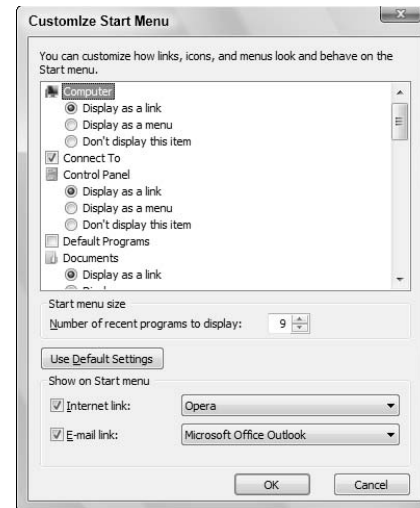 Customize Start Menu
x
You can customize how links, icons, and menus look and behave on the
Start menu.
Computer
Display as a link
Display as a menu
Don't display this item
Connect To
Control Panel
Display as a link
Display as a menu
Don't display this item
Default Programs
Documents
Display as a link
Start menu size
Number of recent programs to display: 9
Use Default Settings
Show on Start menu
Internet link: Opera
E-mail link: Microsoft Office Outlook
OK Cancel